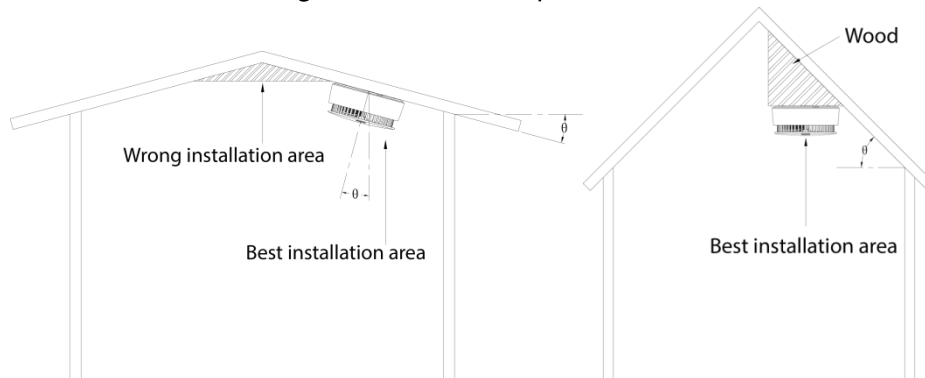 Wood
θ
Wrong installation area
θ
θ
Best installation area
Best installation area